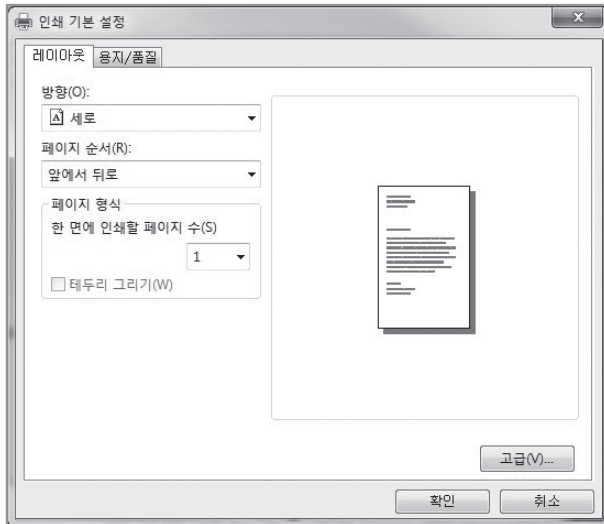 인쇄 기본 설정
레이아웃 용지/품질
방향(O):
A 세로
페이지 순서(R):
앞에서 뒤로
페이지 형식
한 면에 인쇄할 페이지 수(S)
1
테두리 그리기(W)
고급(V)...
확인 취소